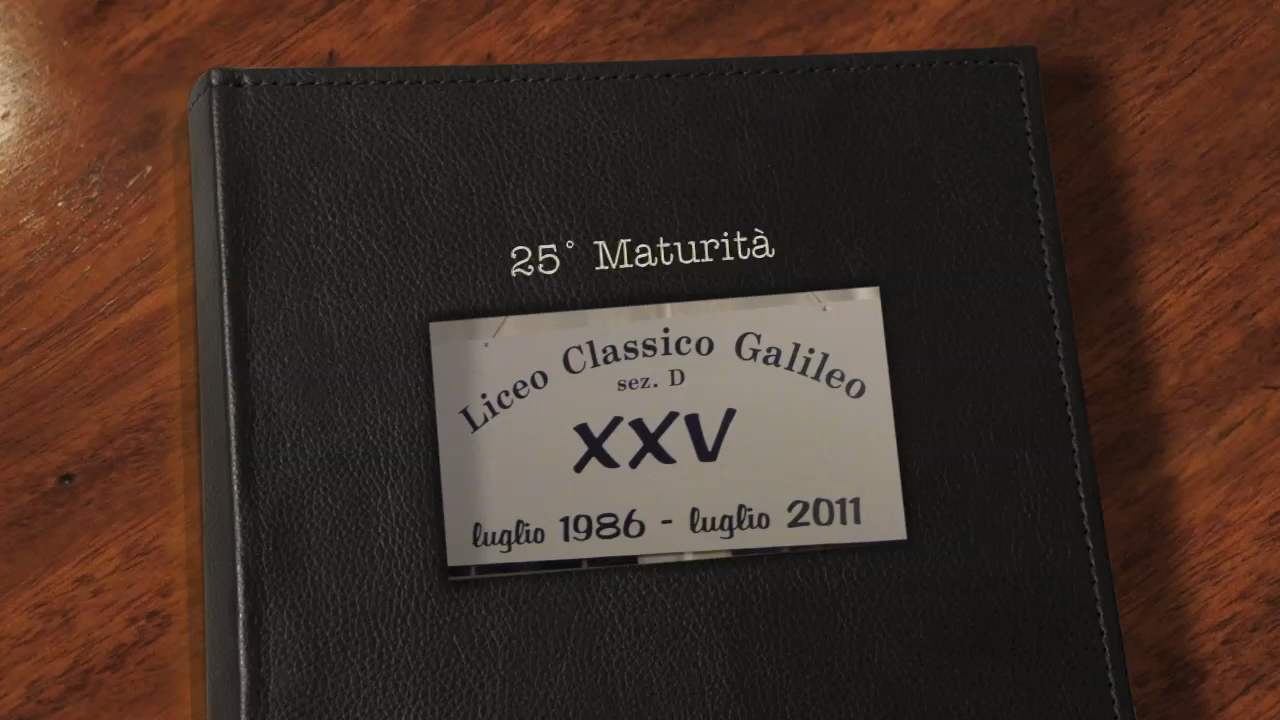 25° Maturità
Liceo Classico Galileo
sez. D
XXV
luglio 1986 - luglio 2011